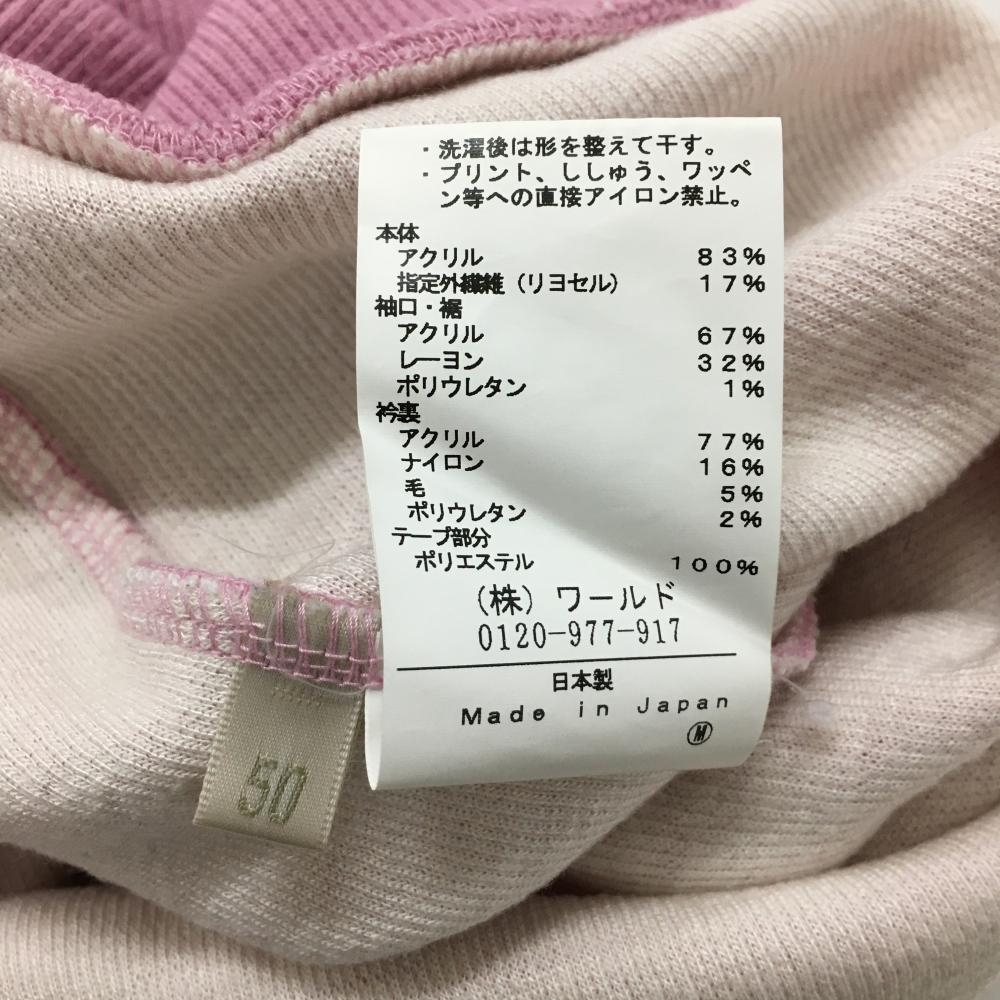 ・洗濯後は形を整えて干す。
・プリント、ししゅう、ワッペ
ン等への直接アイロン禁止。
本体
アクリル 83%
指定外繊維（リヨセル） 17%
袖口・裾
アクリル 67%
レーヨン 32%
ポリウレタン 1%
衿裏
アクリル 77%
ナイロン 16%
毛 5%
ポリウレタン 2%
テープ部分
ポリエステル 100%
（株）ワールド
0120-977-917
日本製
Made in Japan
Ⓜ
50